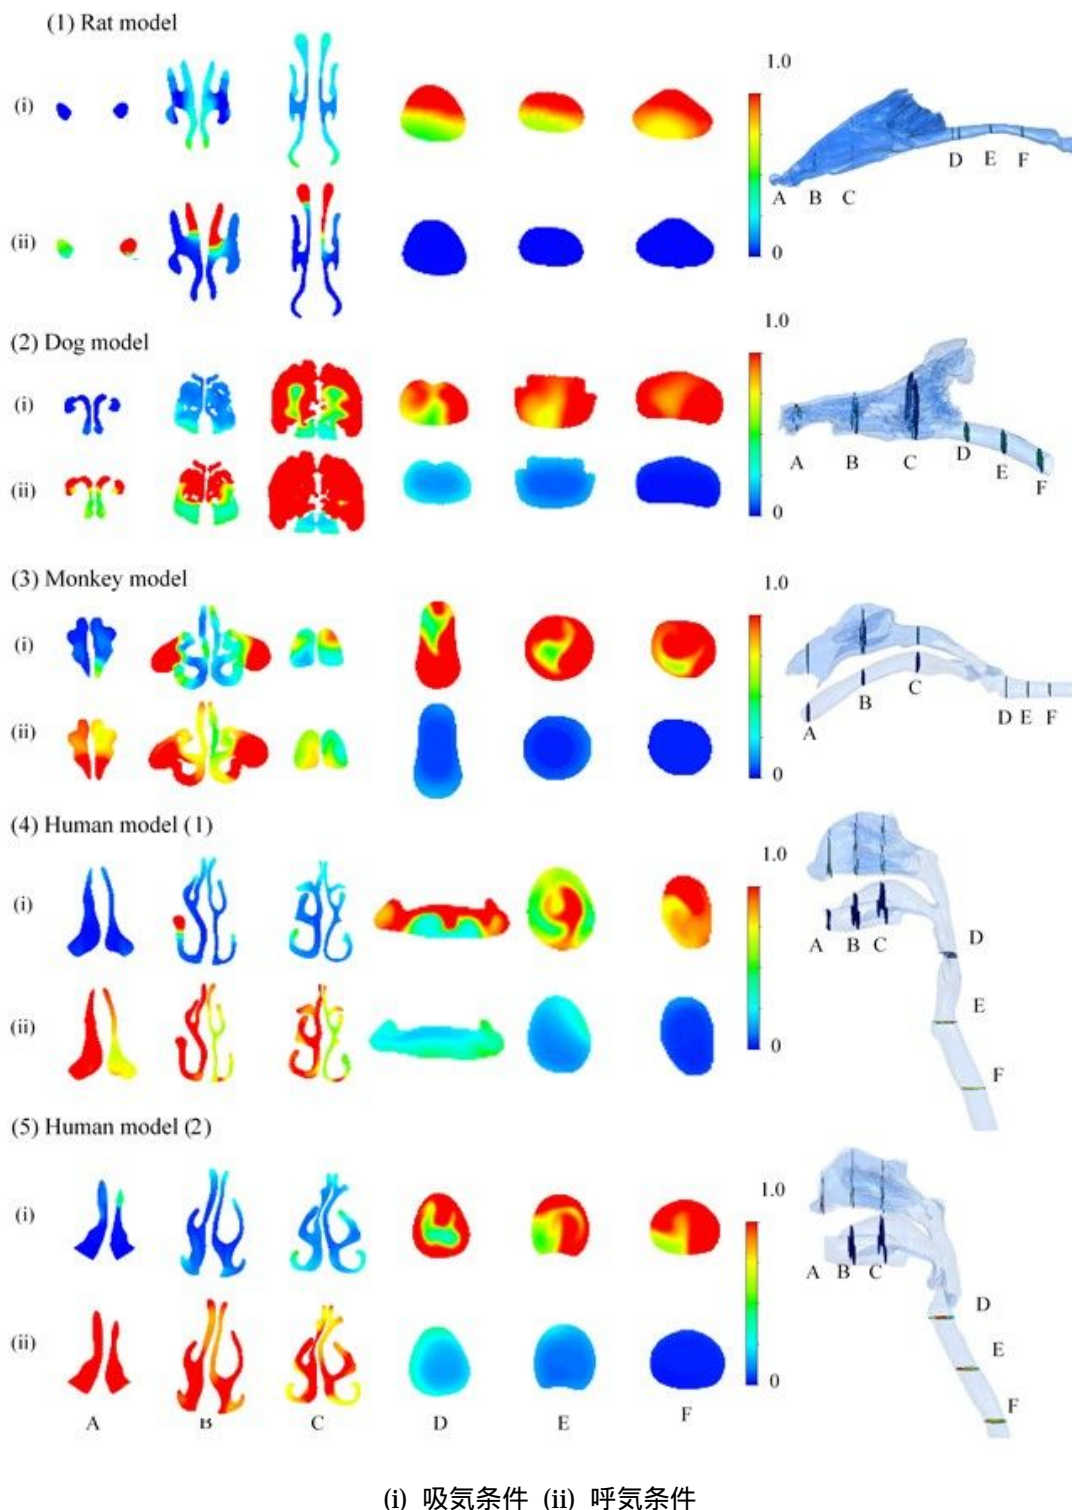 (1) Rat model
1.0
(i)
A B C D E F
(ii)
0
(2) Dog model
1.0
(i)
A B C D E F
(ii)
0
(3) Monkey model
1.0
(i)
A B C D E F
(ii)
0
(4) Human model (1)
1.0
(i)
A B C D
(ii)
E
0
F
(5) Human model (2)
1.0
(i)
A B C
D
(ii)
E
0
F
A B C D E F
(i) 吸気条件 (ii) 呼気条件